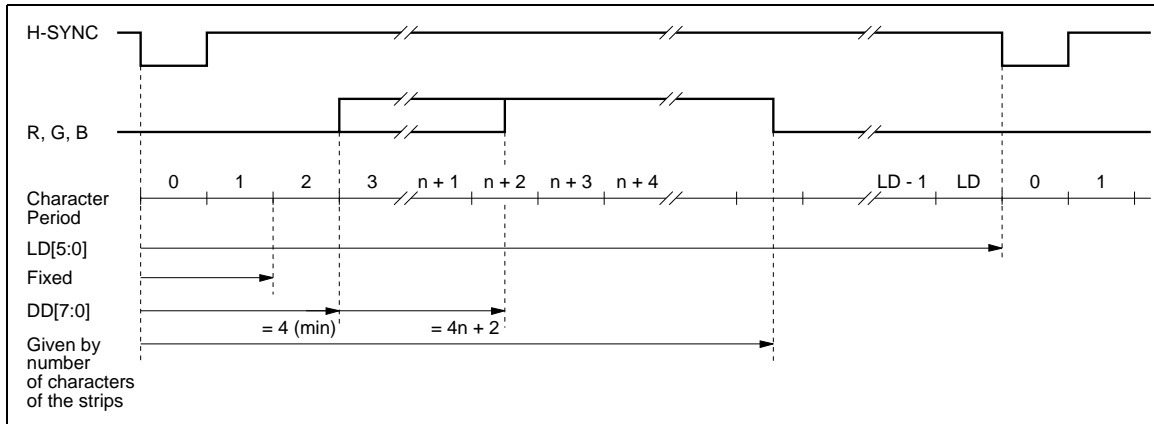 H-SYNC
R, G, B
0 1 2 3 n + 1 n + 2 n + 3 n + 4 LD - 1 LD 0 1
Character
Period
LD[5:0]
Fixed
DD[7:0]
= 4 (min) = 4n + 2
Given by
number
of characters
of the strips